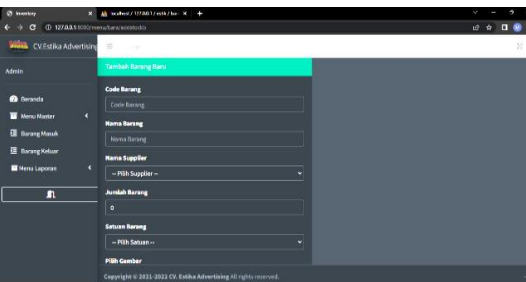 Inventory
localhost / 127.0.0.1 / estik / bar
127.0.0.1:8000/menu/baru/
CV.Estika Advertising
Tambah Barang Baru
Admin
Code Barang
Code Barang
Beranda
Nama Barang
Menu Master
Nama Barang
Barang Masuk
Barang Keluar
Nama Supplier
Menu Laporan
-- Pilih Supplier --
Jumlah Barang
0
Satuan Barang
-- Pilih Satuan --
Pilih Gambar
Copyright © 2021-2022 CV. Estika Advertising All rights reserved.